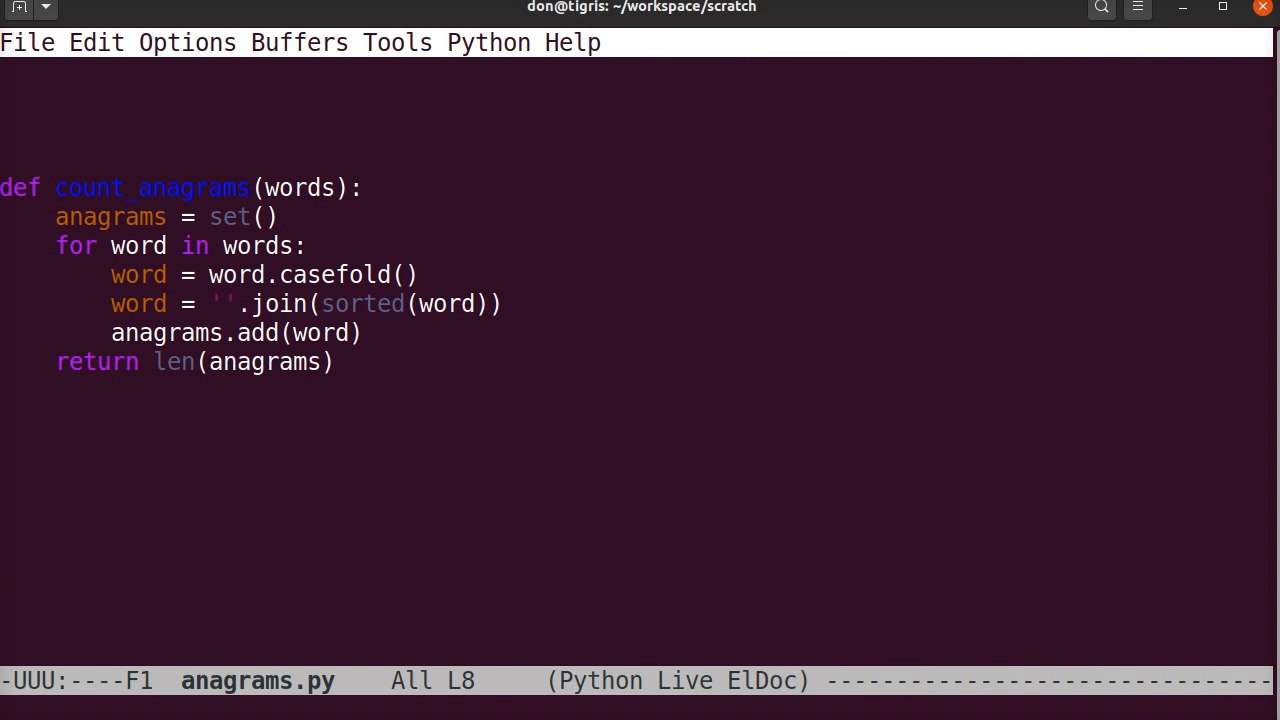 don@tigris: ~/workspace/scratch
File Edit Options Buffers Tools Python Help
def count_anagrams(words):
    anagrams = set()
    for word in words:
        word = word.casefold()
        word = ''.join(sorted(word))
        anagrams.add(word)
    return len(anagrams)
-UUU:----F1  anagrams.py    All L8     (Python Live ElDoc) --------------------------------